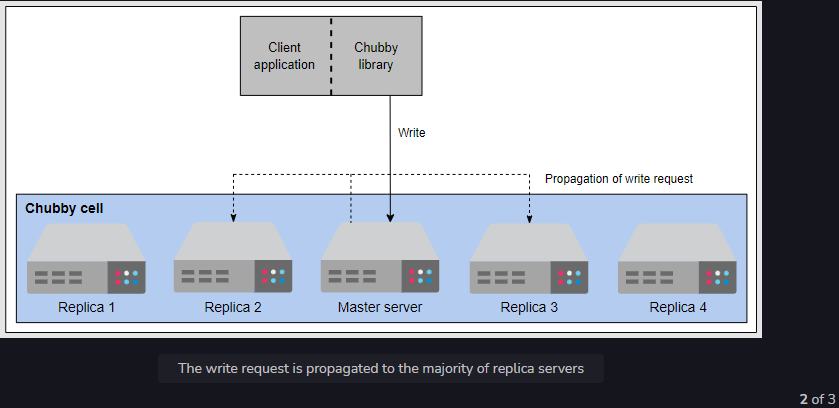 Client
application
Chubby
library
Write
Propagation of write request
Chubby cell
Replica 1
Replica 2
Master server
Replica 3
Replica 4
The write request is propagated to the majority of replica servers
2 of 3